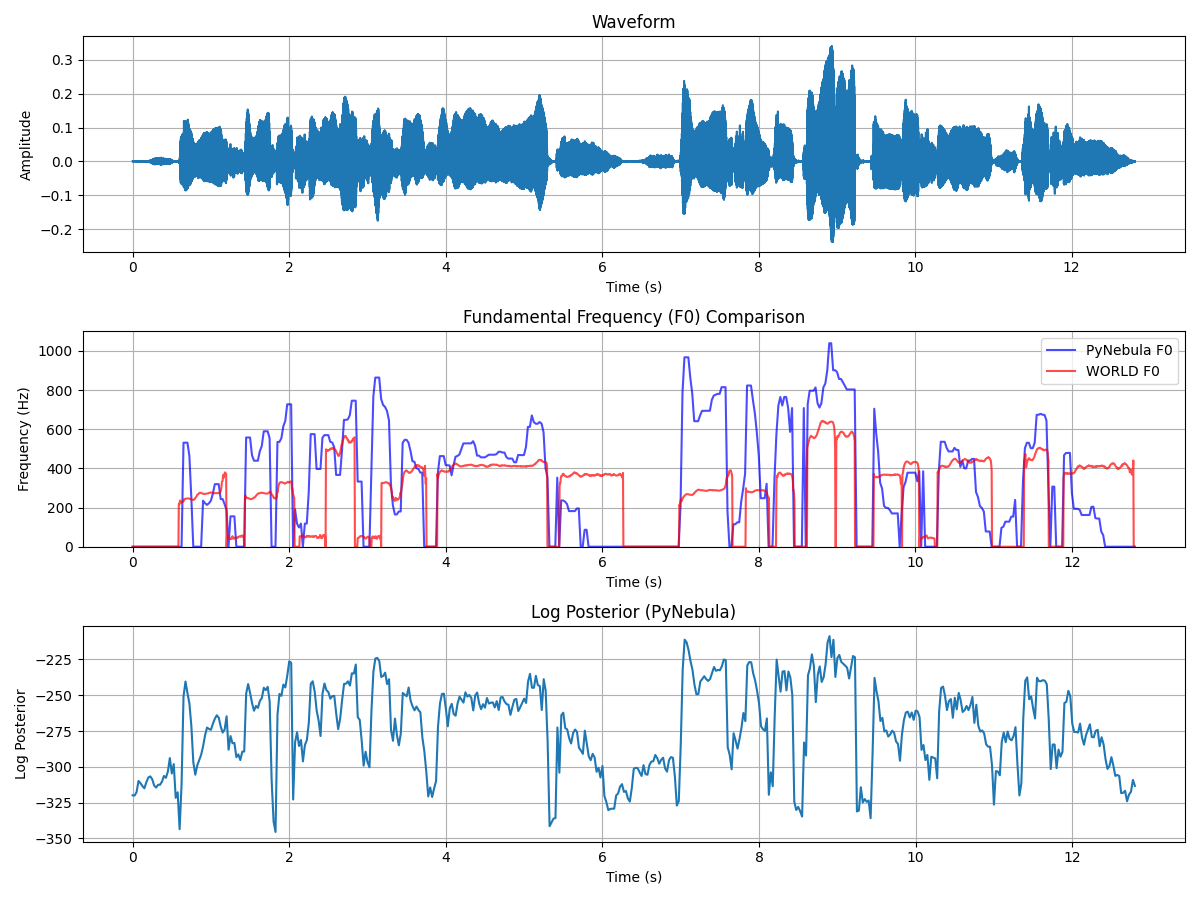 Waveform
0.3
0.2
0.1
0.0
−0.1
−0.2
Amplitude
0 2 4 6 8 10 12
Time (s)
Fundamental Frequency (F0) Comparison
1000
800
600
400
200
0
Frequency (Hz)
PyNebula F0
WORLD F0
0 2 4 6 8 10 12
Time (s)
Log Posterior (PyNebula)
−225
−250
−275
−300
−325
−350
Log Posterior
0 2 4 6 8 10 12
Time (s)